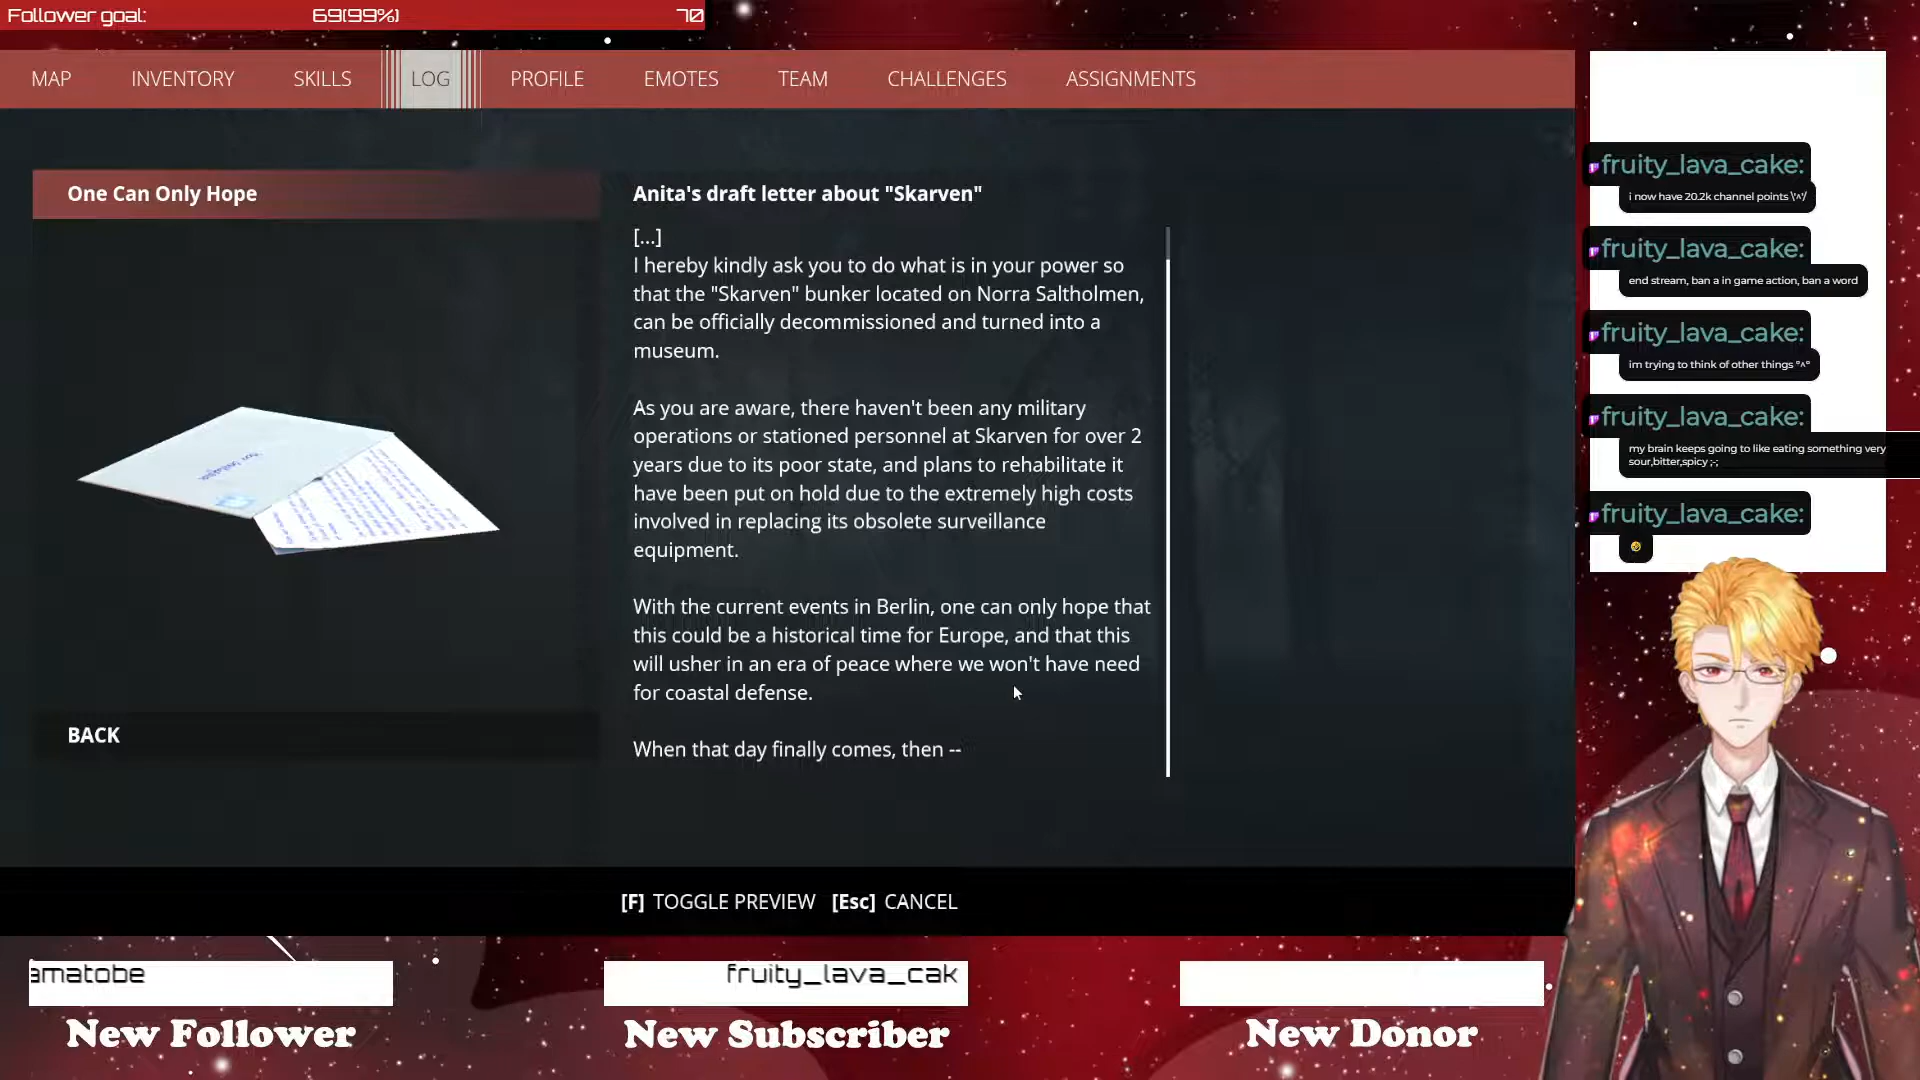 Follower goal: 69(99%) 70
MAP INVENTORY SKILLS LOG PROFILE EMOTES TEAM CHALLENGES ASSIGNMENTS
One Can Only Hope
BACK
Anita's draft letter about "Skarven"
[...]
I hereby kindly ask you to do what is in your power so
that the "Skarven" bunker located on Norra Saltholmen,
can be officially decommissioned and turned into a
museum.
As you are aware, there haven't been any military
operations or stationed personnel at Skarven for over 2
years due to its poor state, and plans to rehabilitate it
have been put on hold due to the extremely high costs
involved in replacing its obsolete surveillance
equipment.
With the current events in Berlin, one can only hope that
this could be a historical time for Europe, and that this
will usher in an era of peace where we won't have need
for coastal defense.
When that day finally comes, then --
[F] TOGGLE PREVIEW [Esc] CANCEL
fruity_lava_cake:
i now have 20.2k channel points \'^'/
fruity_lava_cake:
end stream, ban a in game action, ban a word
fruity_lava_cake:
im trying to think of other things °^°
fruity_lava_cake:
my brain keeps going to like eating something very
sour,bitter,spicy ;-;
fruity_lava_cake:
amatobe
New Follower
fruity_lava_cak
New Subscriber
New Donor